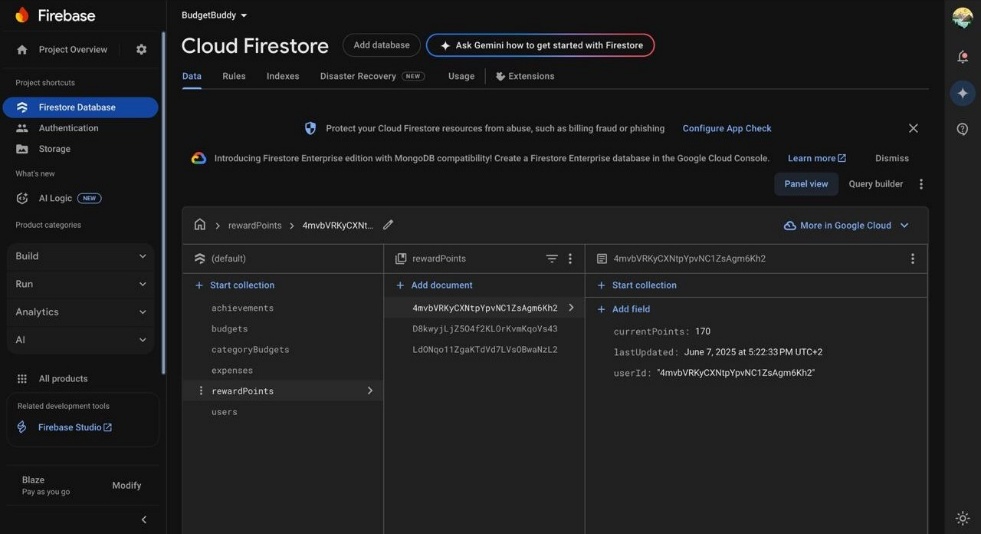 Firebase
Project Overview
Project shortcuts
Firestore Database
Authentication
Storage
What's new
AI Logic NEW
Product categories
Build
Run
Analytics
AI
All products
Related development tools
Firebase Studio
Blaze
Pay as you go
Modify
BudgetBuddy
Cloud Firestore
Add database
Ask Gemini how to get started with Firestore
Data Rules Indexes Disaster Recovery NEW Usage Extensions
Protect your Cloud Firestore resources from abuse, such as billing fraud or phishing Configure App Check
Introducing Firestore Enterprise edition with MongoDB compatibility! Create a Firestore Enterprise database in the Google Cloud Console. Learn more Dismiss
Panel view Query builder
rewardPoints 4mvbVRKyCXNt...
More in Google Cloud
(default)
+ Start collection
achievements
budgets
categoryBudgets
expenses
rewardPoints
users
rewardPoints
+ Add document
4mvbVRKyCXNtpYpvNC1ZsAgm6Kh2
D8kwyjLjZ504f2KLOrKvmKqoVs43
LdONqo11ZgaKTdVd7LVsOBwaNzL2
4mvbVRKyCXNtpYpvNC1ZsAgm6Kh2
+ Start collection
+ Add field
currentPoints: 170
lastUpdated: June 7, 2025 at 5:22:33 PM UTC+2
userId: "4mvbVRKyCXNtpYpvNC1ZsAgm6Kh2"